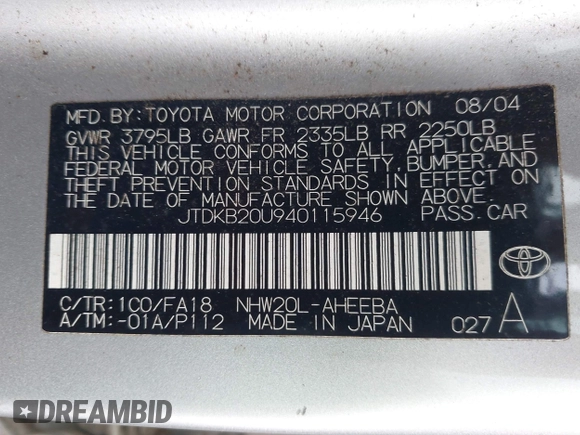 MFD. BY: TOYOTA MOTOR CORPORATION 08/04
GVWR 3795LB GAWR FR 2335LB RR 2250LB
THIS VEHICLE CONFORMS TO ALL APPLICABLE
FEDERAL MOTOR VEHICLE SAFETY, BUMPER, AND
THEFT PREVENTION STANDARDS IN EFFECT ON
THE DATE OF MANUFACTURE SHOWN ABOVE.
JTDKB20U940115946 PASS. CAR
C/TR: 1C0/FA18 NHW20L-AHEEBA
A/TM: -01A/P112 MADE IN JAPAN 027 A
DREAMBID